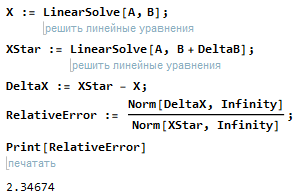 X := LinearSolve[A, B];
решить линейные уравнения
XStar := LinearSolve[A, B + DeltaB];
решить линейные уравнения
DeltaX := XStar - X;
RelativeError := Norm[DeltaX, Infinity] / Norm[XStar, Infinity];
Print[RelativeError]
печатать
2.34674